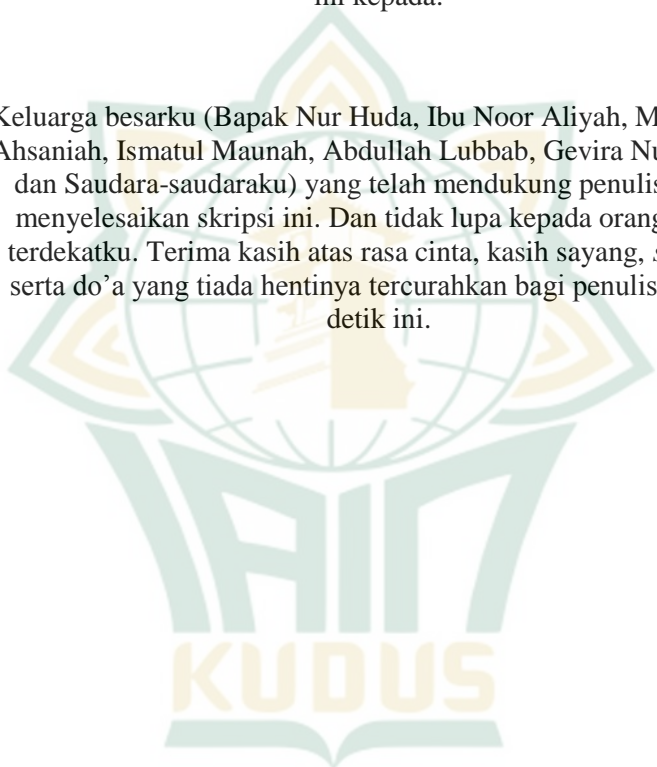 ini kepada:
Keluarga besarku (Bapak Nur Huda, Ibu Noor Aliyah, M
Ahsaniah, Ismatul Maunah, Abdullah Lubbab, Gevira Nu
dan Saudara-saudaraku) yang telah mendukung penulis
menyelesaikan skripsi ini. Dan tidak lupa kepada orang
terdekatku. Terima kasih atas rasa cinta, kasih sayang, s
serta do’a yang tiada hentinya tercurahkan bagi penulis
detik ini.
IAIN
KUDUS